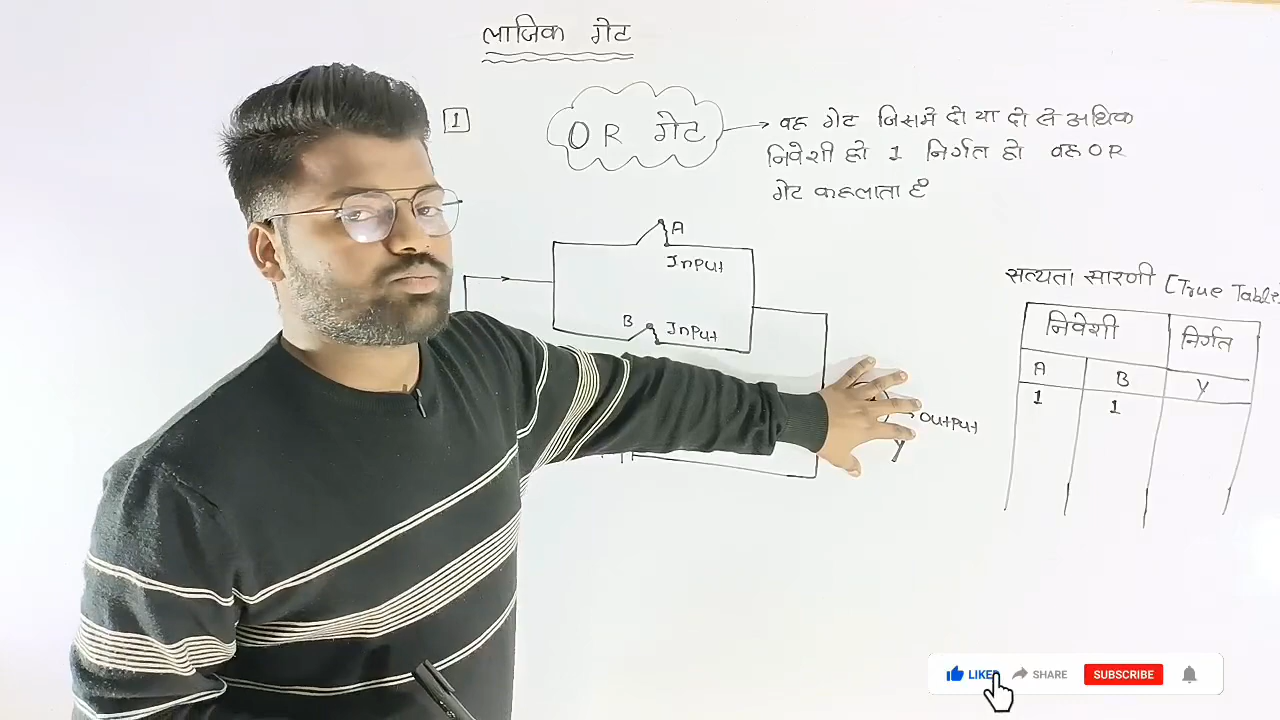 लाजिक गेट
1
OR गेट
वह गेट जिसमे दो या दो से अधिक
निवेशी हो 1 निर्गत हो वह OR
गेट कहलाता है
A
Input
B
Input
Output
Y
सत्यता सारणी [True Table
निवेशी निर्गत
A B Y
1 1
LIKED SHARE SUBSCRIBE